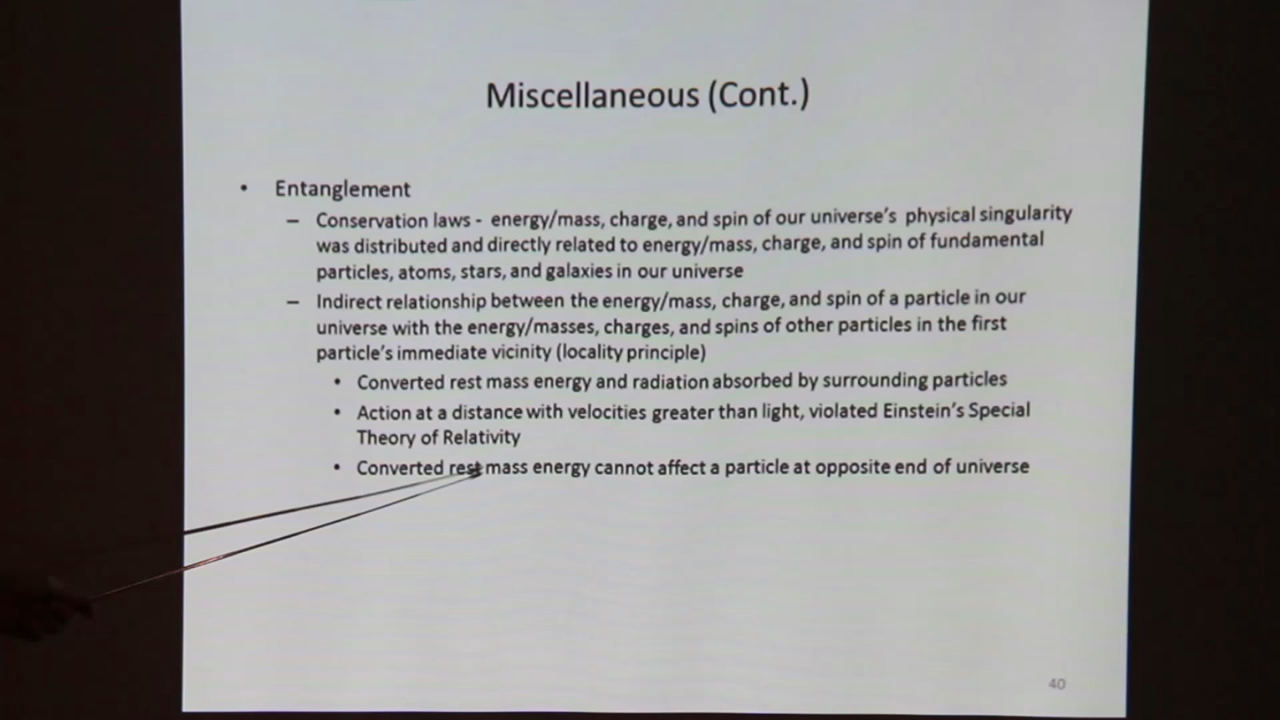 Miscellaneous (Cont.)
• Entanglement
– Conservation laws - energy/mass, charge, and spin of our universe's physical singularity
was distributed and directly related to energy/mass, charge, and spin of fundamental
particles, atoms, stars, and galaxies in our universe
– Indirect relationship between the energy/mass, charge, and spin of a particle in our
universe with the energy/masses, charges, and spins of other particles in the first
particle's immediate vicinity (locality principle)
• Converted rest mass energy and radiation absorbed by surrounding particles
• Action at a distance with velocities greater than light, violated Einstein's Special
Theory of Relativity
• Converted rest mass energy cannot affect a particle at opposite end of universe
40